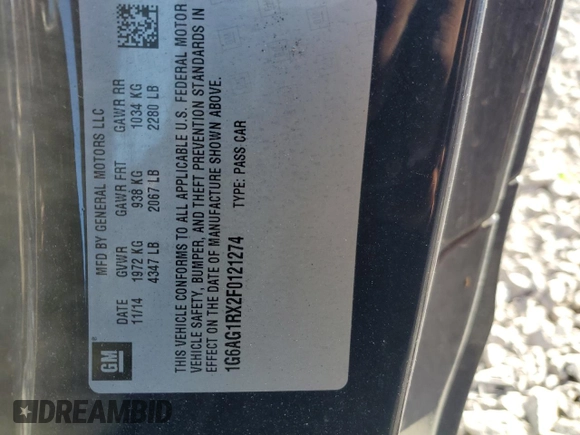 MFD BY GENERAL MOTORS LLC
DATE GVWR GAWR FRT GAWR RR
11/14 1972 KG 938 KG 1034 KG
4347 LB 2067 LB 2280 LB
THIS VEHICLE CONFORMS TO ALL APPLICABLE U.S. FEDERAL MOTOR
VEHICLE SAFETY, BUMPER, AND THEFT PREVENTION STANDARDS IN
EFFECT ON THE DATE OF MANUFACTURE SHOWN ABOVE.
1G6AG1RX2F0121274 TYPE: PASS CAR
GM
DREAMBID